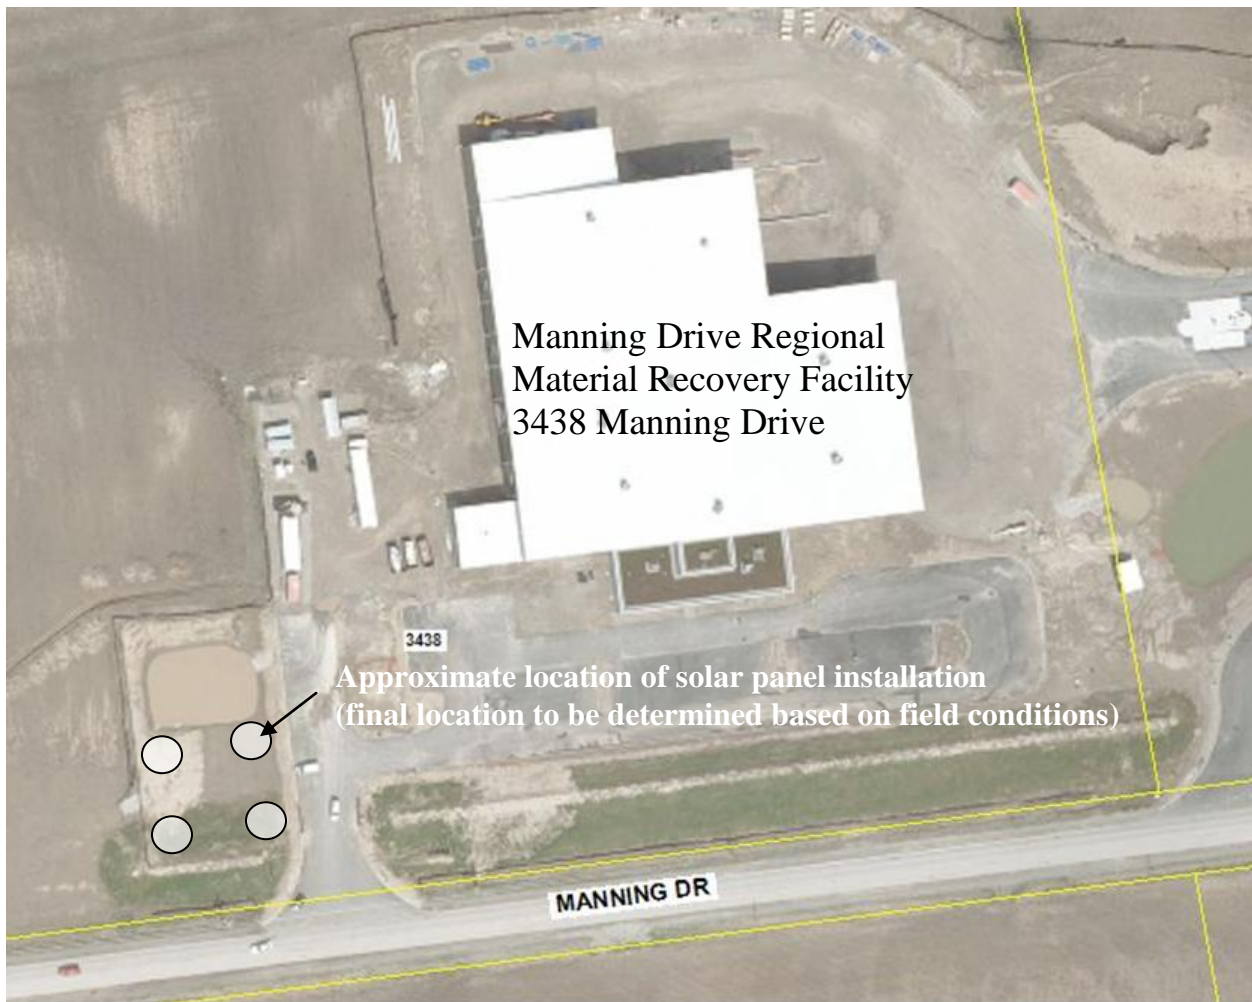 Manning Drive Regional
Material Recovery Facility
3438 Manning Drive
3438
Approximate location of solar panel installation
(final location to be determined based on field conditions)
MANNING DR